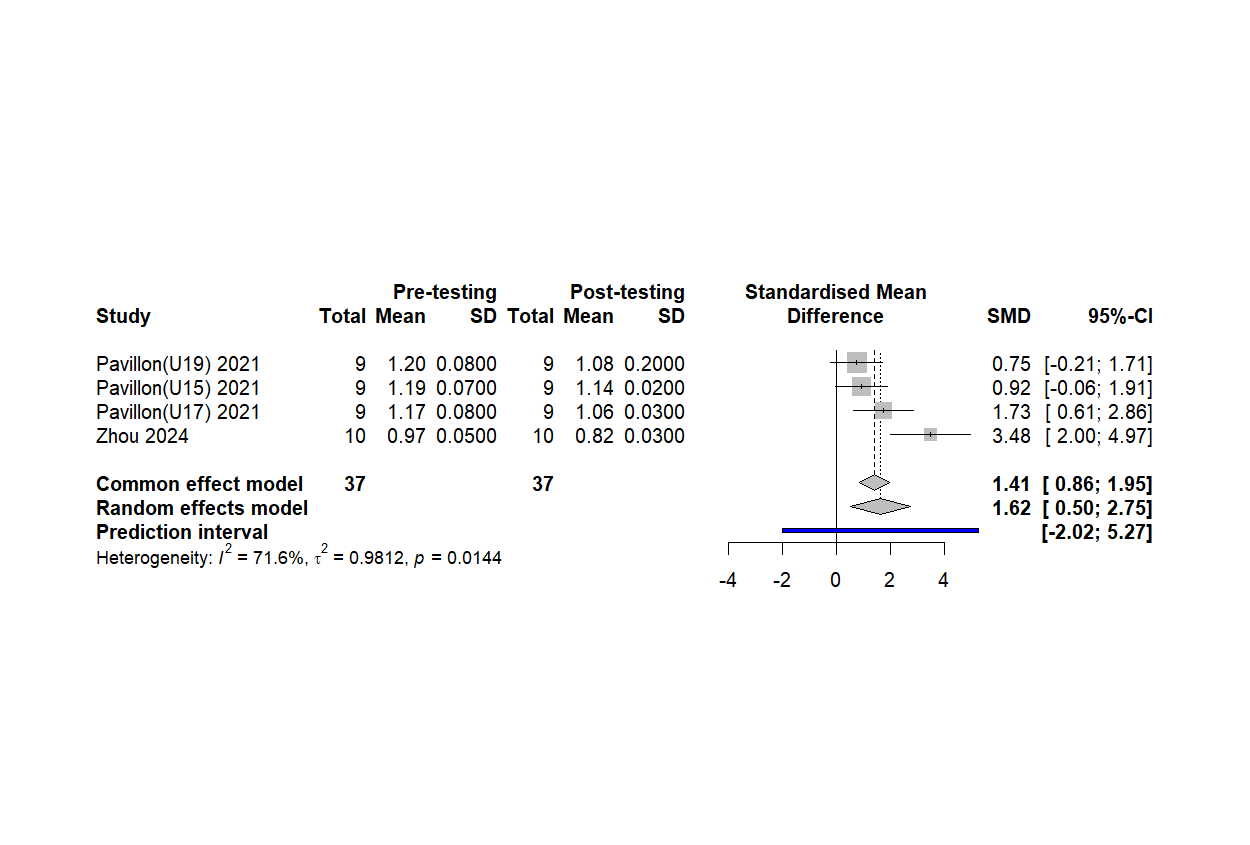 Pre-testing Post-testing Standardised Mean
Study Total Mean SD Total Mean SD Difference SMD 95%-CI
Pavillon(U19) 2021 9 1.20 0.0800 9 1.08 0.2000 0.75 [-0.21; 1.71]
Pavillon(U15) 2021 9 1.19 0.0700 9 1.14 0.0200 0.92 [-0.06; 1.91]
Pavillon(U17) 2021 9 1.17 0.0800 9 1.06 0.0300 1.73 [ 0.61; 2.86]
Zhou 2024 10 0.97 0.0500 10 0.82 0.0300 3.48 [ 2.00; 4.97]
Common effect model 37 37 1.41 [ 0.86; 1.95]
Random effects model 1.62 [ 0.50; 2.75]
Prediction interval [-2.02; 5.27]
Heterogeneity: I² = 71.6%, τ² = 0.9812, p = 0.0144
-4 -2 0 2 4